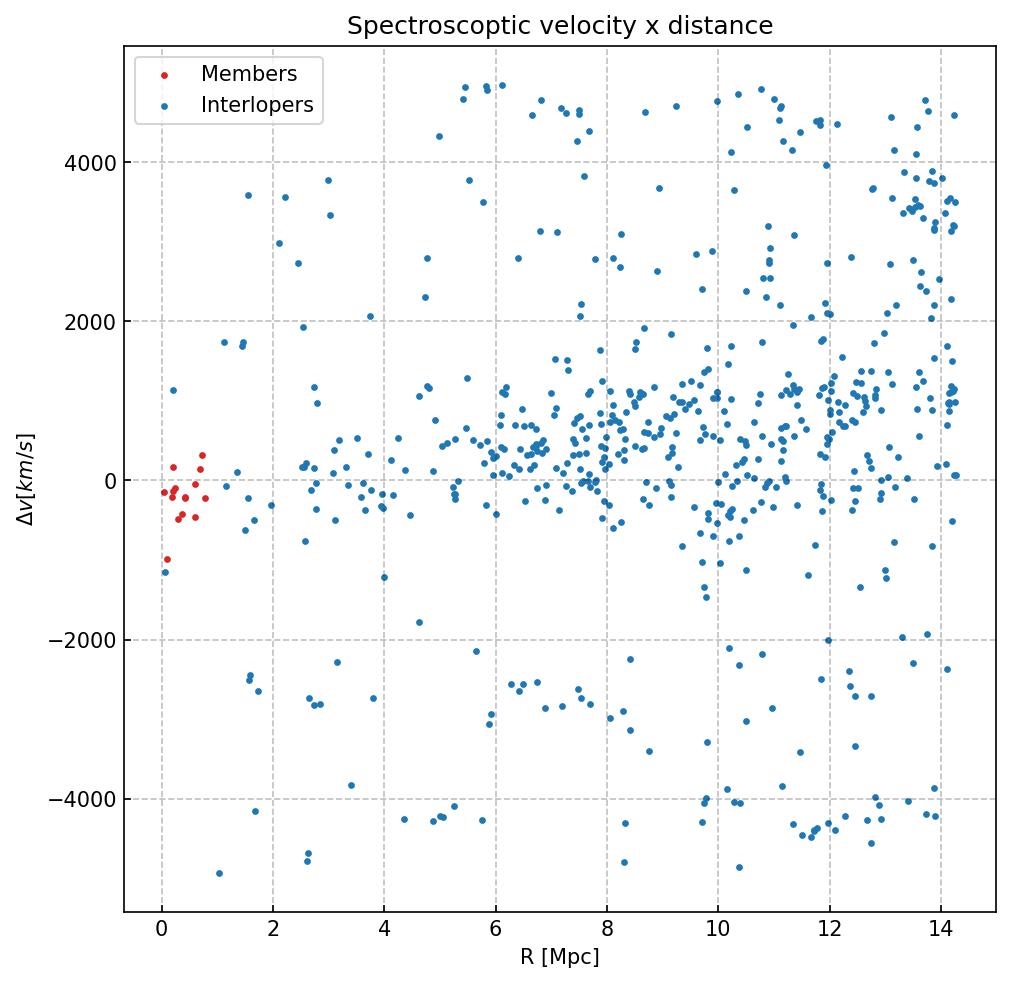 Spectroscoptic velocity x distance
Members
Interlopers
4000
2000
0
−2000
−4000
Δv[km/s]
0 2 4 6 8 10 12 14
R [Mpc]